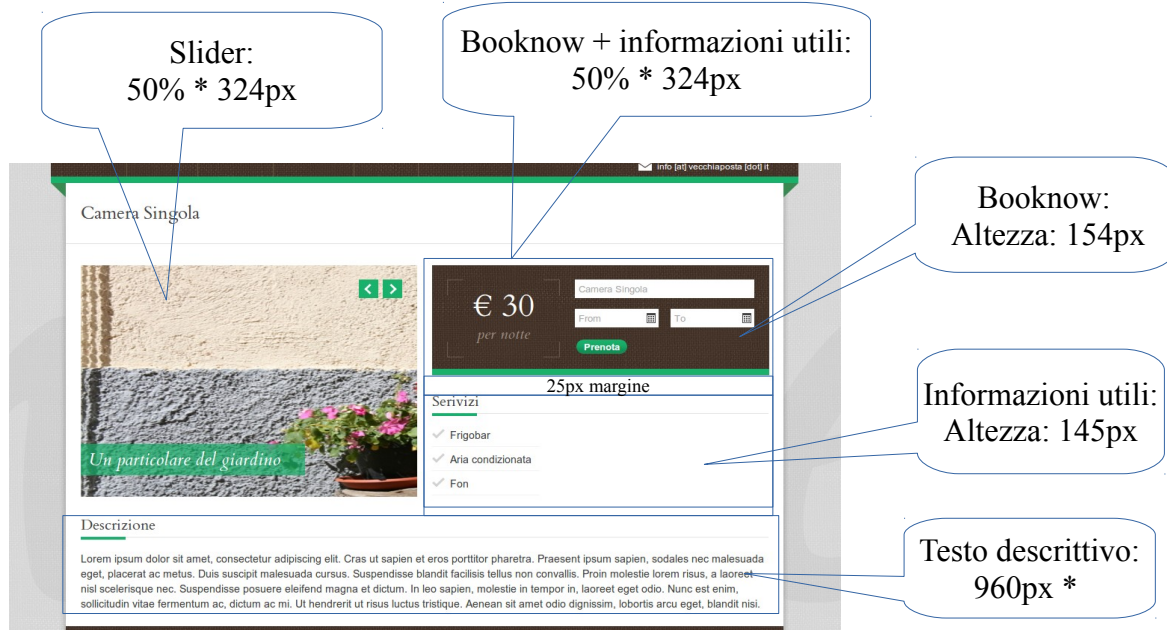 Slider:
50% * 324px
Booknow + informazioni utili:
50% * 324px
info [at] vecchiaposta [dot] it
Camera Singola
Booknow:
Altezza: 154px
€ 30
per notte
Camera Singola
From
To
Prenota
25px margine
Serivizi
Frigobar
Aria condizionata
Fon
Un particolare del giardino
Informazioni utili:
Altezza: 145px
Descrizione
Lorem ipsum dolor sit amet, consectetur adipiscing elit. Cras ut sapien et eros porttitor pharetra. Praesent ipsum sapien, sodales nec malesuada
eget, placerat ac metus. Duis suscipit malesuada cursus. Suspendisse blandit facilisis tellus non convallis. Proin molestie lorem risus, a laoreet
nisl scelerisque nec. Suspendisse posuere eleifend magna et dictum. In leo sapien, molestie in tempor in, laoreet eget odio. Nunc est enim,
sollicitudin vitae fermentum ac, dictum ac mi. Ut hendrerit ut risus luctus tristique. Aenean sit amet odio dignissim, lobortis arcu eget, blandit nisi.
Testo descrittivo:
960px *